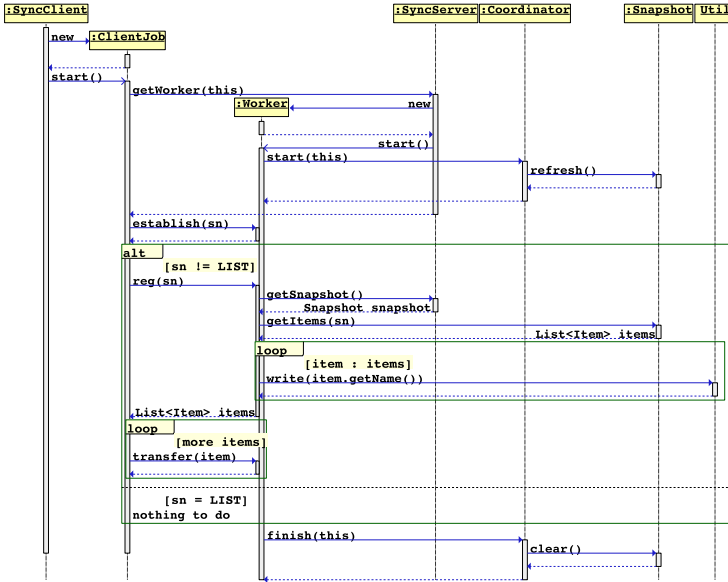 :SyncClient
:SyncServer
:Coordinator
:Snapshot
Util
new
:ClientJob
start()
getWorker(this)
:Worker
new
start()
start(this)
refresh()
establish(sn)
alt
[sn != LIST]
reg(sn)
getSnapshot()
Snapshot snapshot
getItems(sn)
List<Item> items
loop
[item : items]
write(item.getName())
List<Item> items
loop
[more items]
transfer(item)
[sn = LIST]
nothing to do
finish(this)
clear()